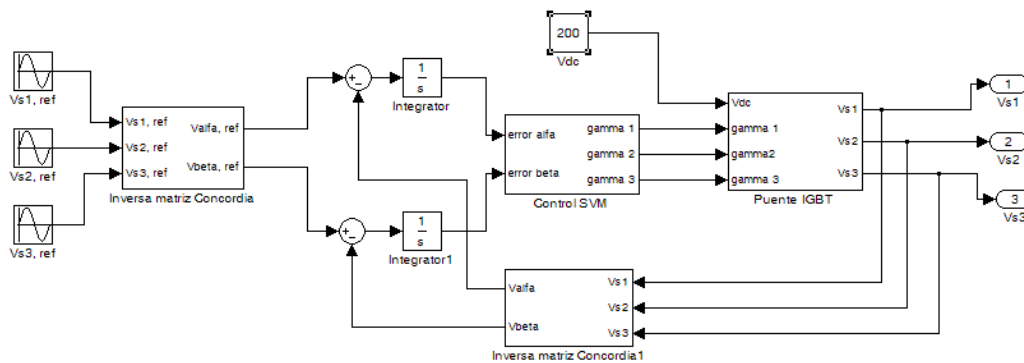 200
Vdc
Vs1, ref
Vs2, ref
Vs3, ref
Vs1, ref
Vs2, ref
Vs3, ref
Valfa, ref
Vbeta, ref
Inversa matriz Concordia
1
s
Integrator
1
s
Integrator1
error alfa
error beta
gamma 1
gamma 2
gamma 3
Control SVM
Vdc
gamma 1
gamma2
gamma 3
Vs1
Vs2
Vs3
Puente IGBT
1
Vs1
2
Vs2
3
Vs3
Valfa
Vbeta
Vs1
Vs2
Vs3
Inversa matriz Concordia1